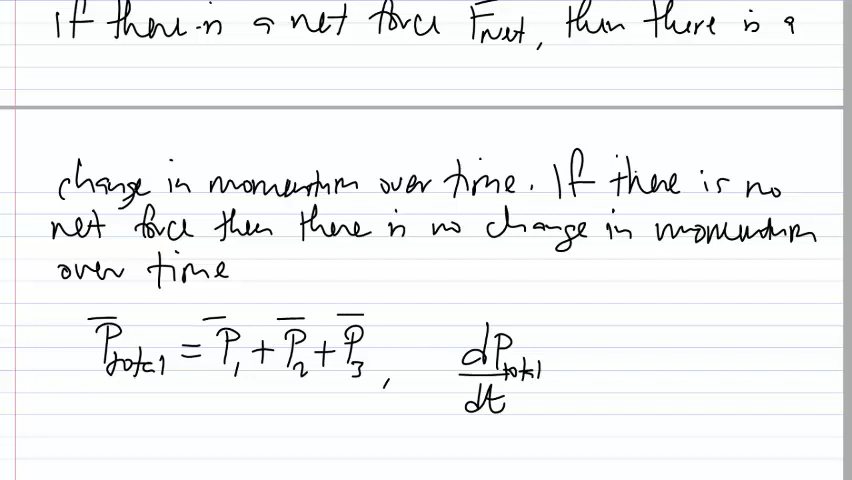 If there is a net force F̅net, then there is a
change in momentum over time. If there is no
net force then there is no change in momentum
over time
P̅total = P̅1 + P̅2 + P̅3, dPtotal/dt